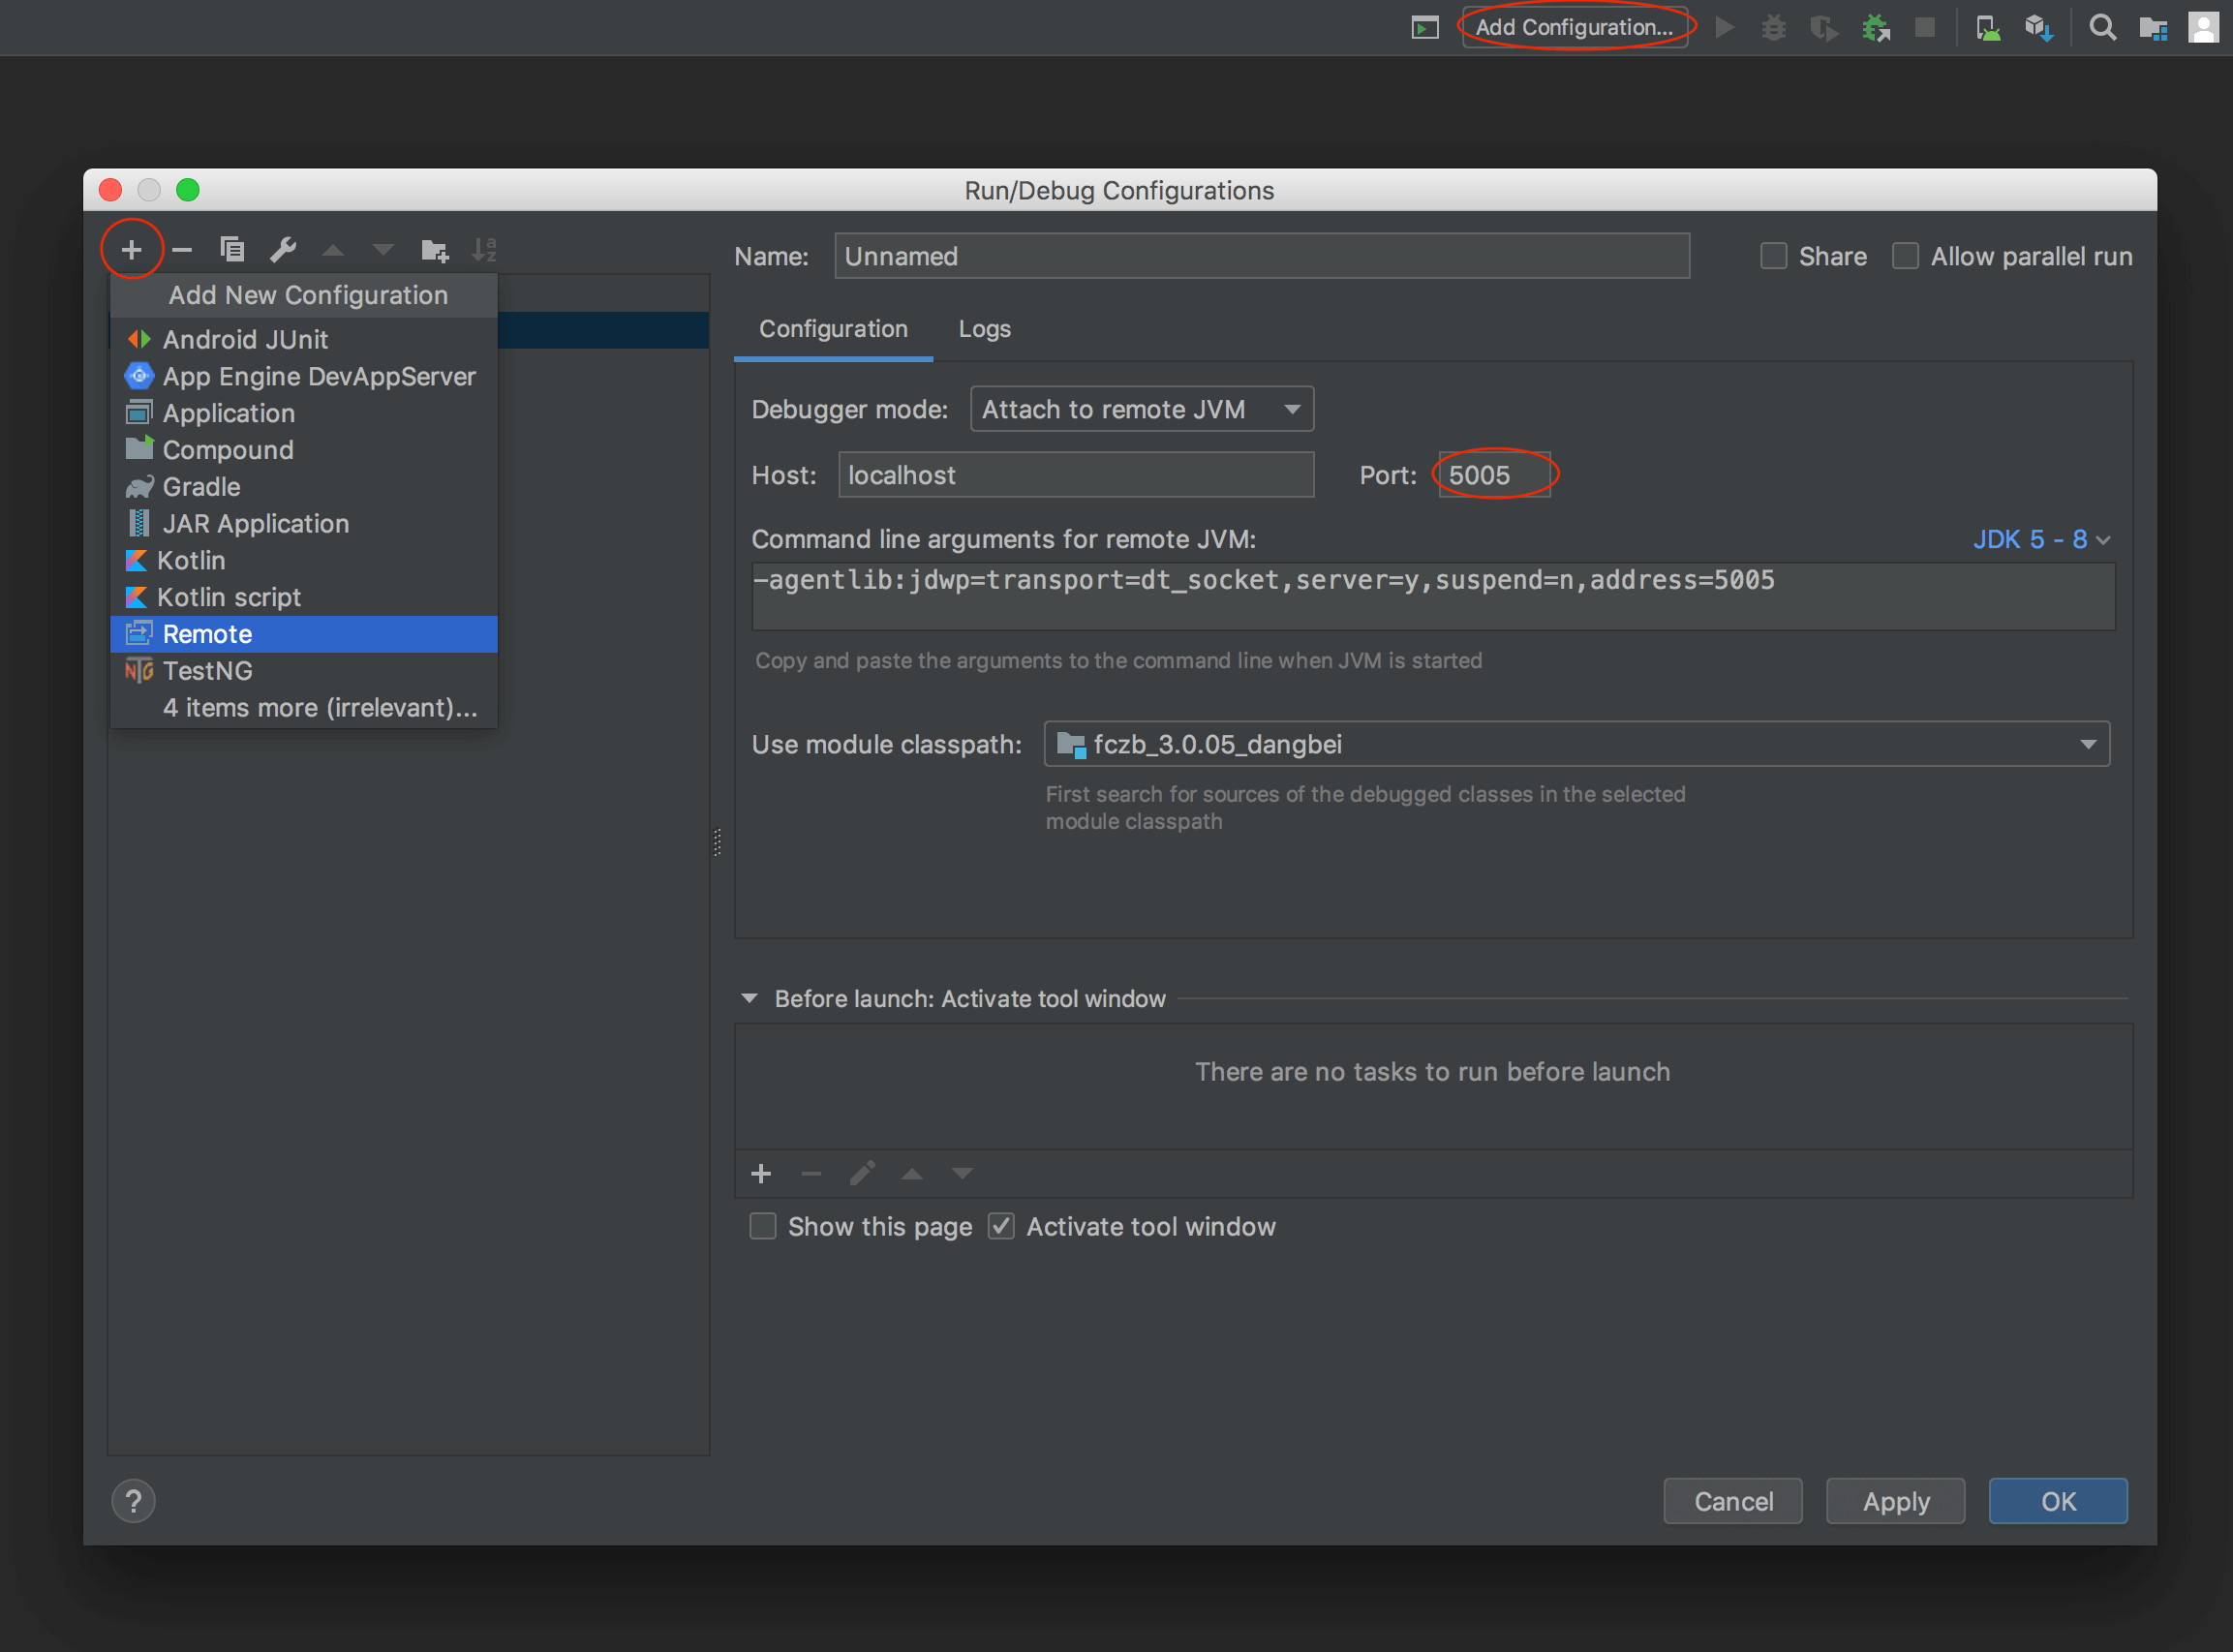 Add Configuration...
Run/Debug Configurations
Add New Configuration
Android JUnit
App Engine DevAppServer
Application
Compound
Gradle
JAR Application
Kotlin
Kotlin script
Remote
TestNG
4 items more (irrelevant)...
Name: Unnamed Share Allow parallel run
Configuration Logs
Debugger mode: Attach to remote JVM
Host: localhost Port: 5005
Command line arguments for remote JVM: JDK 5 - 8
-agentlib:jdwp=transport=dt_socket,server=y,suspend=n,address=5005
Copy and paste the arguments to the command line when JVM is started
Use module classpath: fczb_3.0.05_dangbei
First search for sources of the debugged classes in the selected
module classpath
Before launch: Activate tool window
There are no tasks to run before launch
Show this page Activate tool window
? Cancel Apply OK